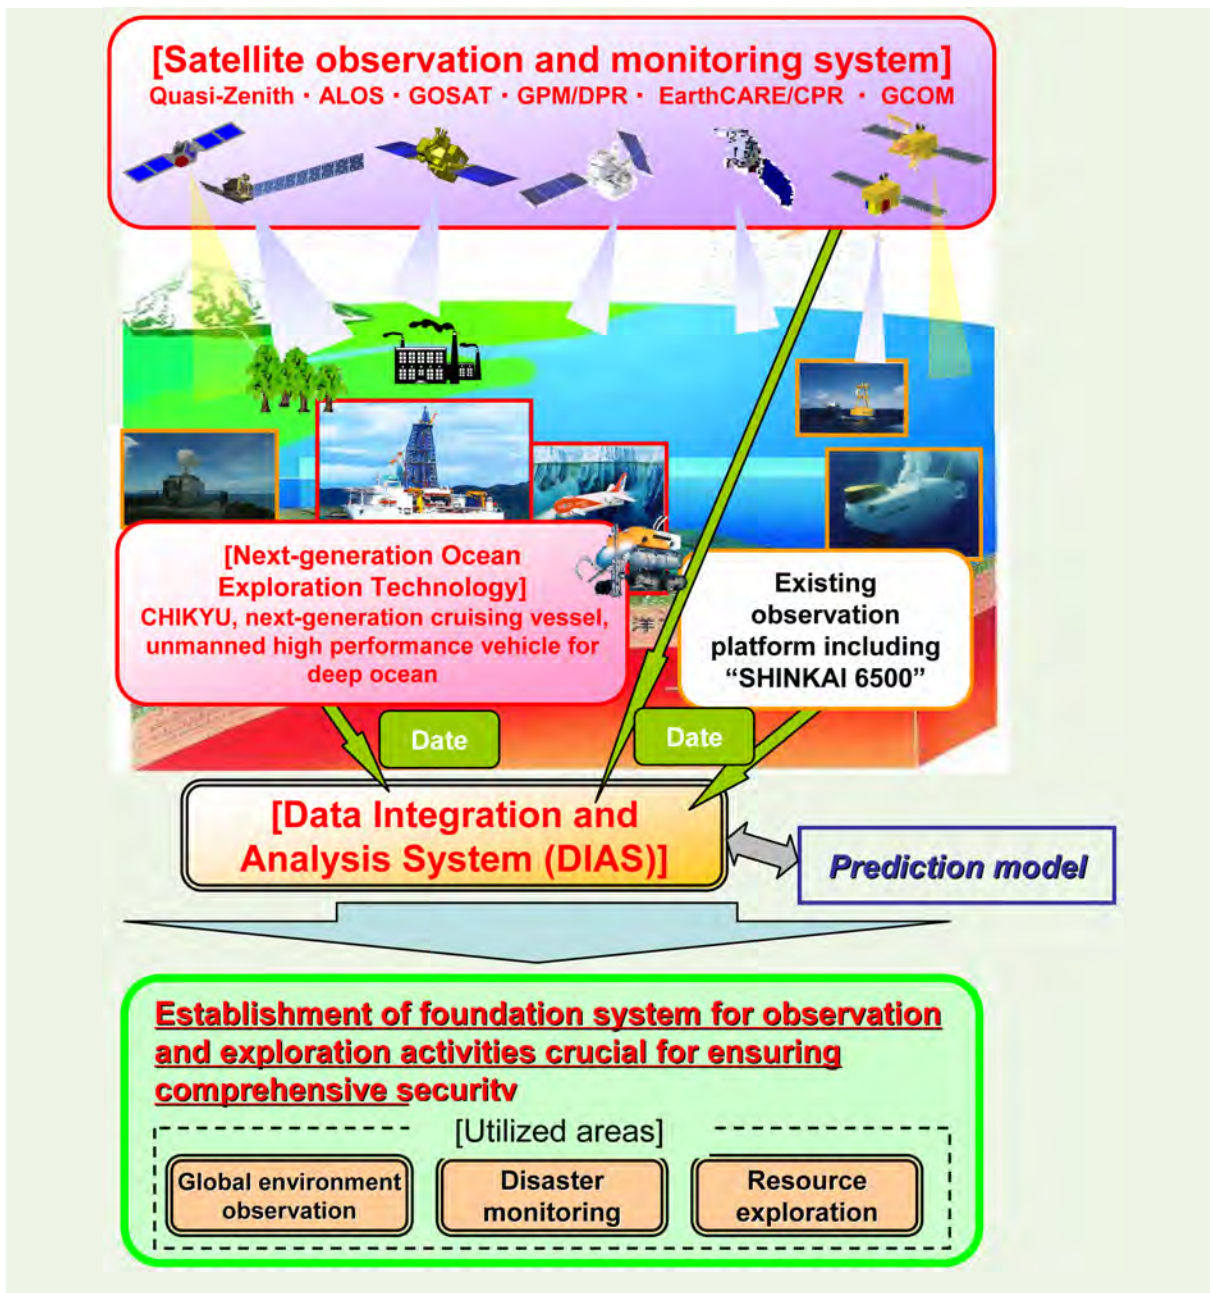 [Satellite observation and monitoring system]
Quasi-Zenith・ALOS・GOSAT・GPM/DPR・EarthCARE/CPR・GCOM
[Next-generation Ocean
Exploration Technology]
CHIKYU, next-generation cruising vessel,
unmanned high performance vehicle for
deep ocean
洋
Existing
observation
platform including
“SHINKAI 6500”
Date
Date
[Data Integration and
Analysis System (DIAS)]
Prediction model
Establishment of foundation system for observation
and exploration activities crucial for ensuring
comprehensive security
[Utilized areas]
Global environment
observation
Disaster
monitoring
Resource
exploration